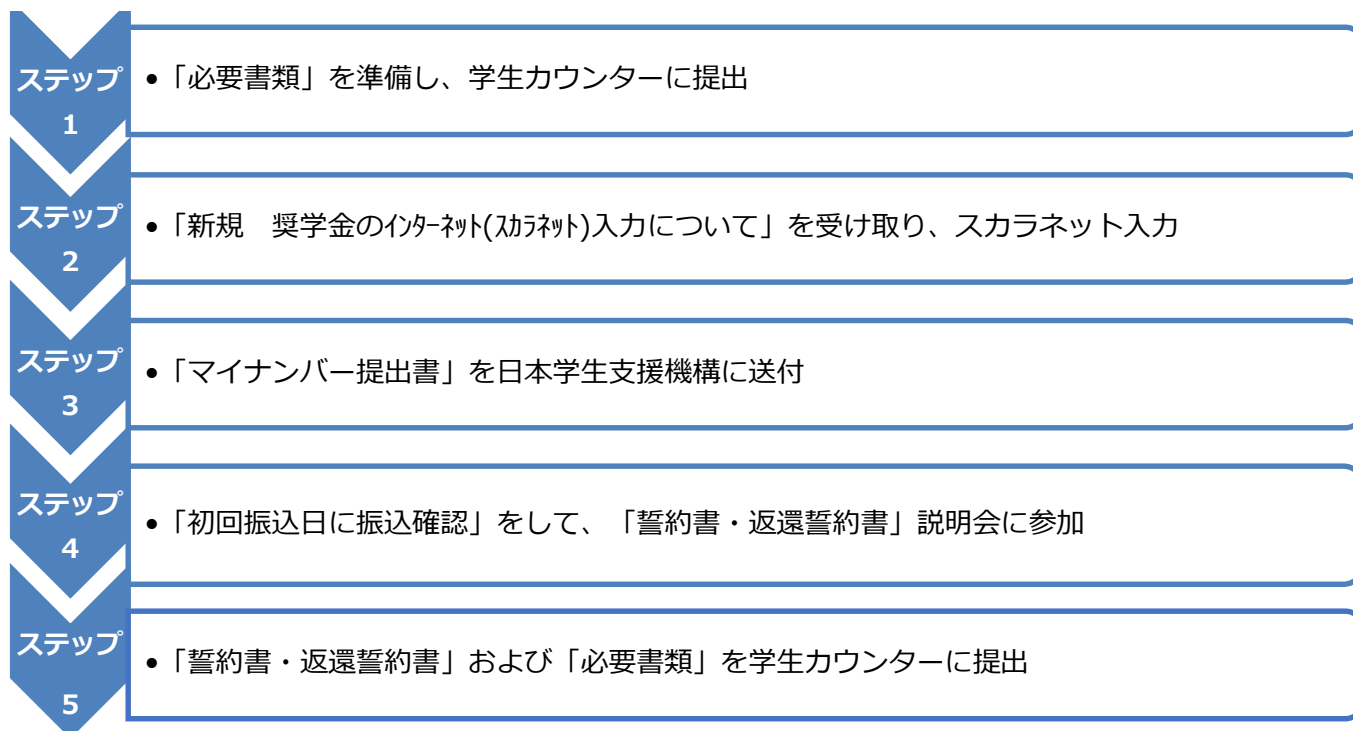 ステップ
1
•「必要書類」を準備し、学生カウンターに提出
ステップ
2
•「新規　奨学金のｲﾝﾀｰﾈｯﾄ(ｽｶﾗﾈｯﾄ)入力について」を受け取り、スカラネット入力
ステップ
3
•「マイナンバー提出書」を日本学生支援機構に送付
ステップ
4
•「初回振込日に振込確認」をして、「誓約書・返還誓約書」説明会に参加
ステップ
5
•「誓約書・返還誓約書」および「必要書類」を学生カウンターに提出